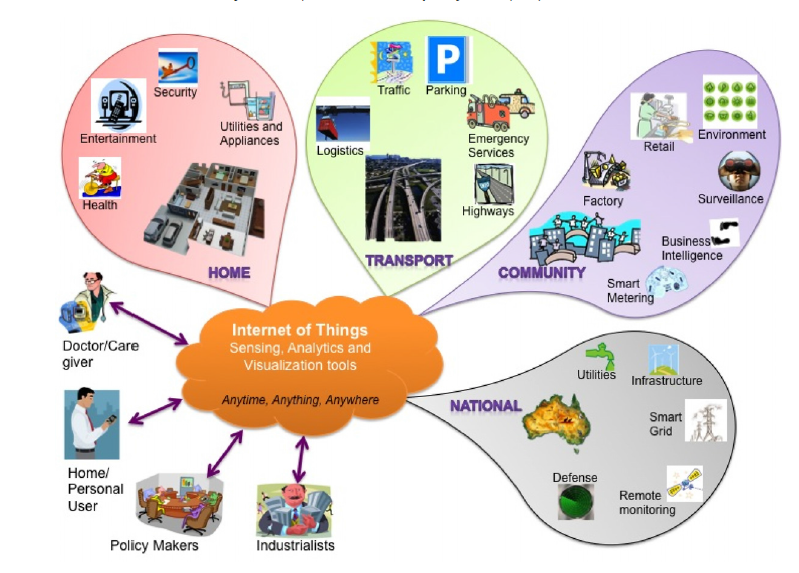 Security
Entertainment
Utilities and
Appliances
Health
HOME
Traffic
Parking
P
Logistics
Emergency
Services
Highways
TRANSPORT
Retail
Environment
Factory
Surveillance
Business
Intelligence
COMMUNITY
Smart
Metering
Doctor/Care
giver
Internet of Things
Sensing, Analytics and
Visualization tools
Anytime, Anything, Anywhere
Utilities
Infrastructure
NATIONAL
Smart
Grid
Defense
Remote
monitoring
Home/
Personal
User
Policy Makers
Industrialists